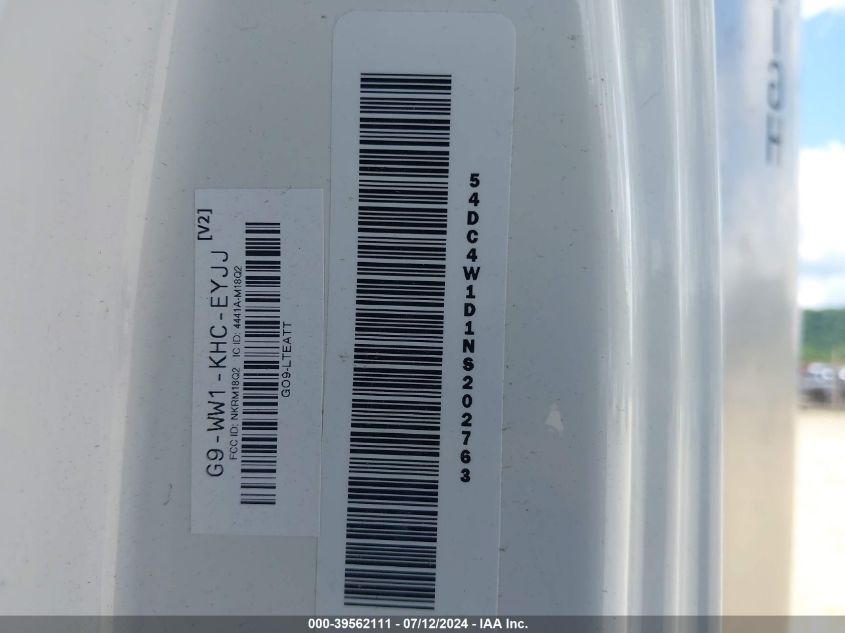 [V2]
G9-WW1-KHC-EYJJ
FCC ID: NKRM18Q2 IC ID: 4441A-M18Q2
GO9-LTEATT
54DC4W1D1NS202763
000-39562111 - 07/12/2024 - IAA Inc.